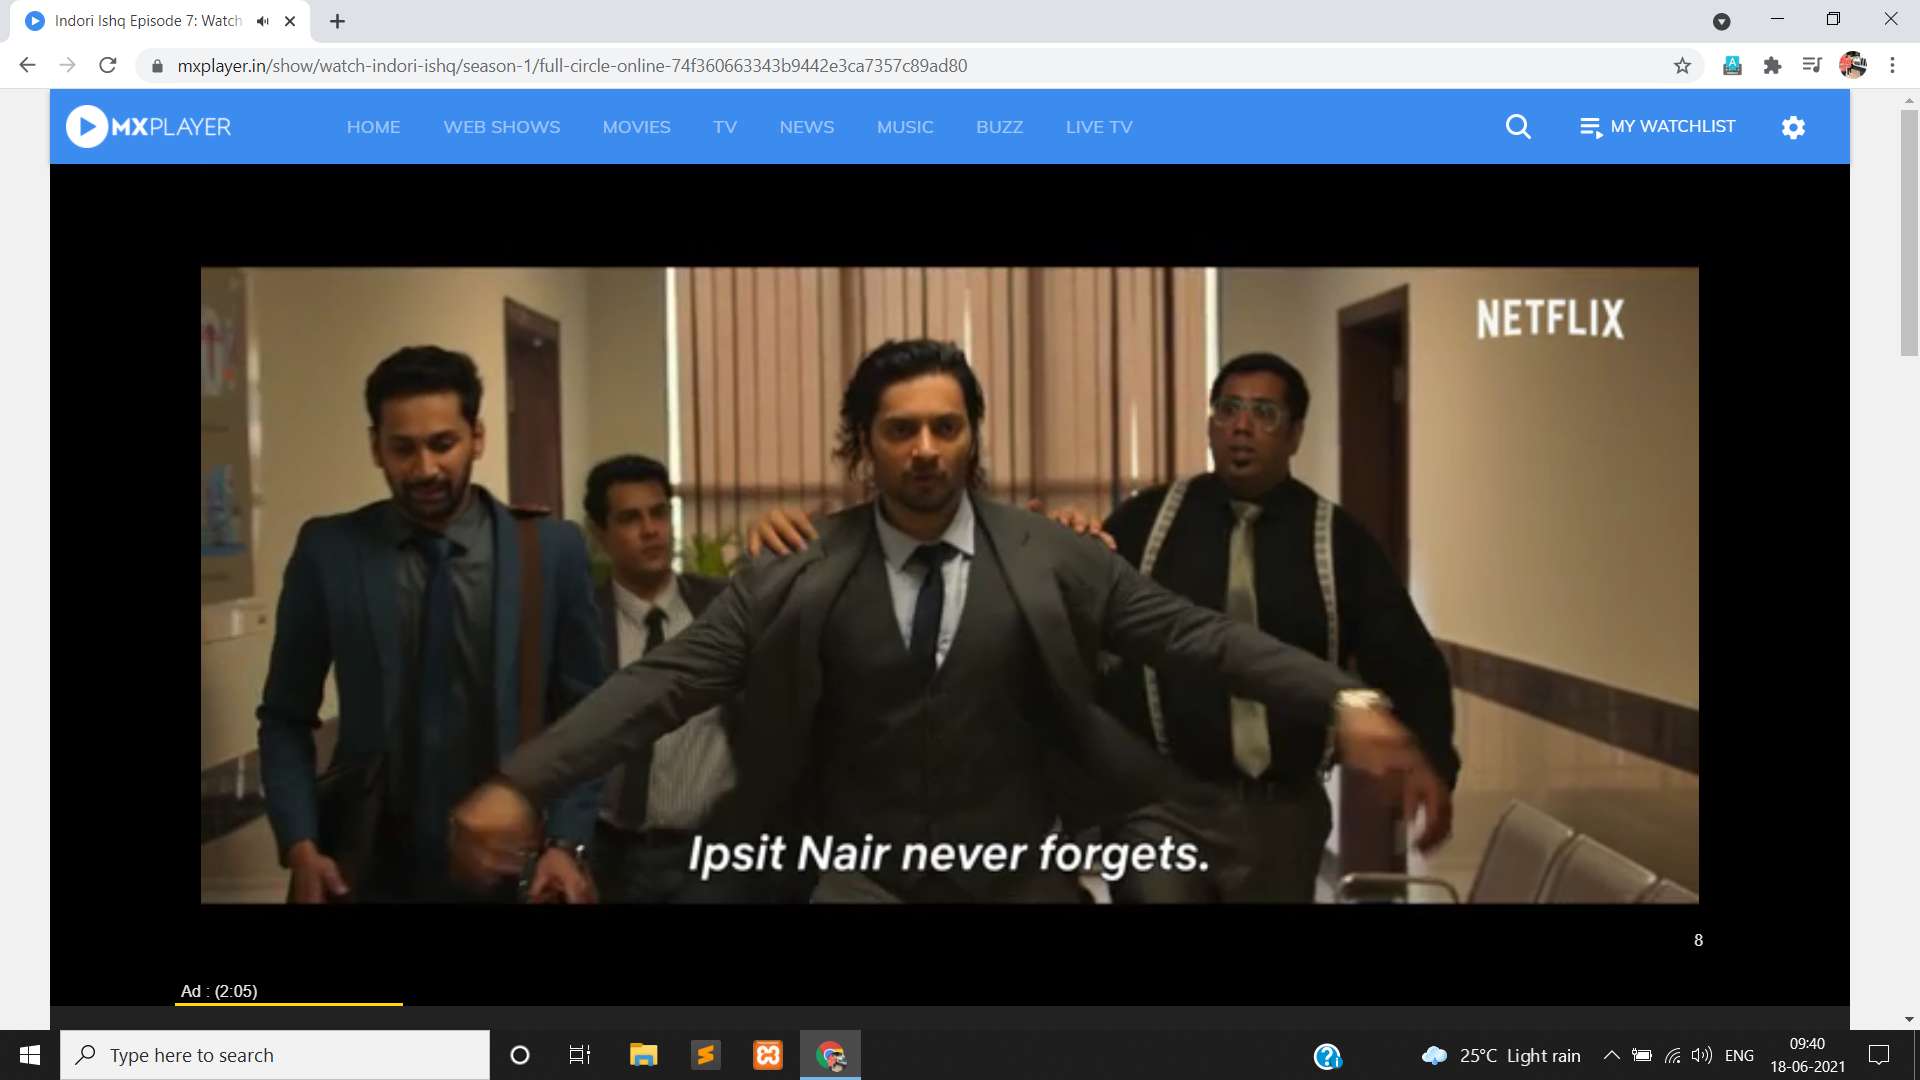 Indori Ishq Episode 7: Watch
mxplayer.in/show/watch-indori-ishq/season-1/full-circle-online-74f360663343b9442e3ca7357c89ad80
MXPLAYER
HOME
WEB SHOWS
MOVIES
TV
NEWS
MUSIC
BUZZ
LIVE TV
MY WATCHLIST
NETFLIX
Ipsit Nair never forgets.
8
Ad : (2:05)
Type here to search
25°C Light rain
ENG
09:40
18-06-2021